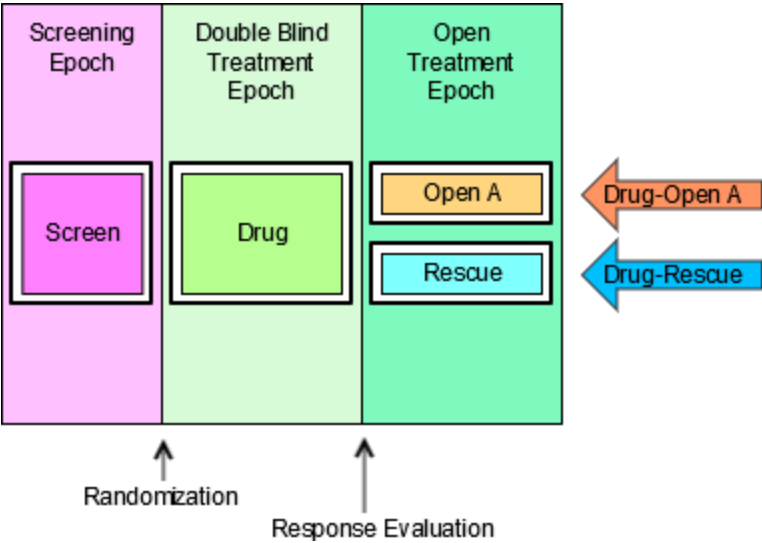 Screening
Epoch
Double Blind
Treatment
Epoch
Open
Treatment
Epoch
Screen
Drug
Open A
Rescue
Drug-Open A
Drug-Rescue
Randomization
Response Evaluation